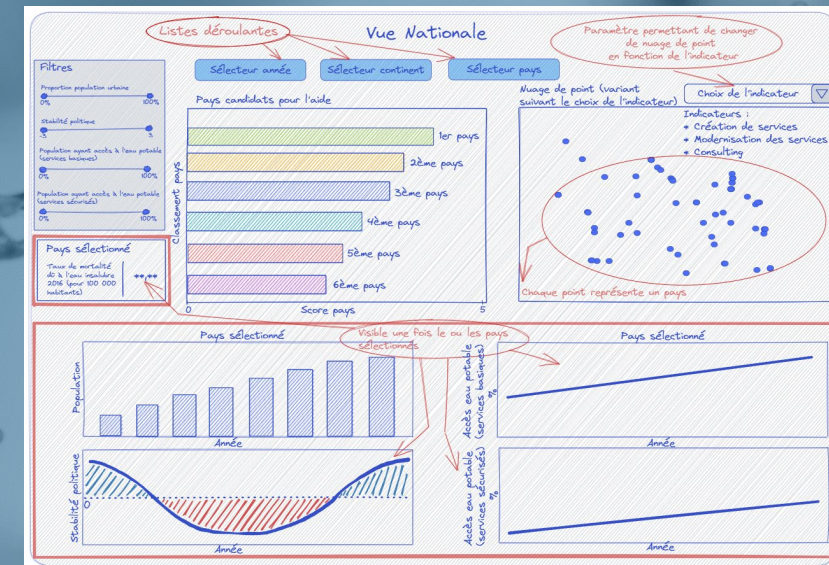 Listes déroulantes
Vue Nationale
Paramètre permettant de changer
de nuage de point
en fonction de l'indicateur
Sélecteur année
Sélecteur continent
Sélecteur pays
Filtres
Proportion population urbaine
0%
100%
Stabilité politique
-3
3
Population ayant accès à l'eau potable
(services basiques)
0%
100%
Population ayant accès à l'eau potable
(services sécurisés)
0%
100%
Pays candidats pour l'aide
Classement pays
1er pays
2ème pays
3ème pays
4ème pays
5ème pays
6ème pays
0
Score pays
5
Nuage de point (variant
suivant le choix de l'indicateur)
Choix de l'indicateur
Indicateurs :
* Création de services
* Modernisation des services
* Consulting
Chaque point représente un pays
Pays sélectionné
Taux de mortalité
dû à l'eau insalubre
2016 (pour 100 000
habitants)
**,**
Visible une fois le ou les pays
sélectionnés
Pays sélectionné
Population
Année
Stabilité politique
0
Année
Pays sélectionné
Accès eau potable
(services basiques)
%
Année
Accès eau potable
(services sécurisés)
%
Année